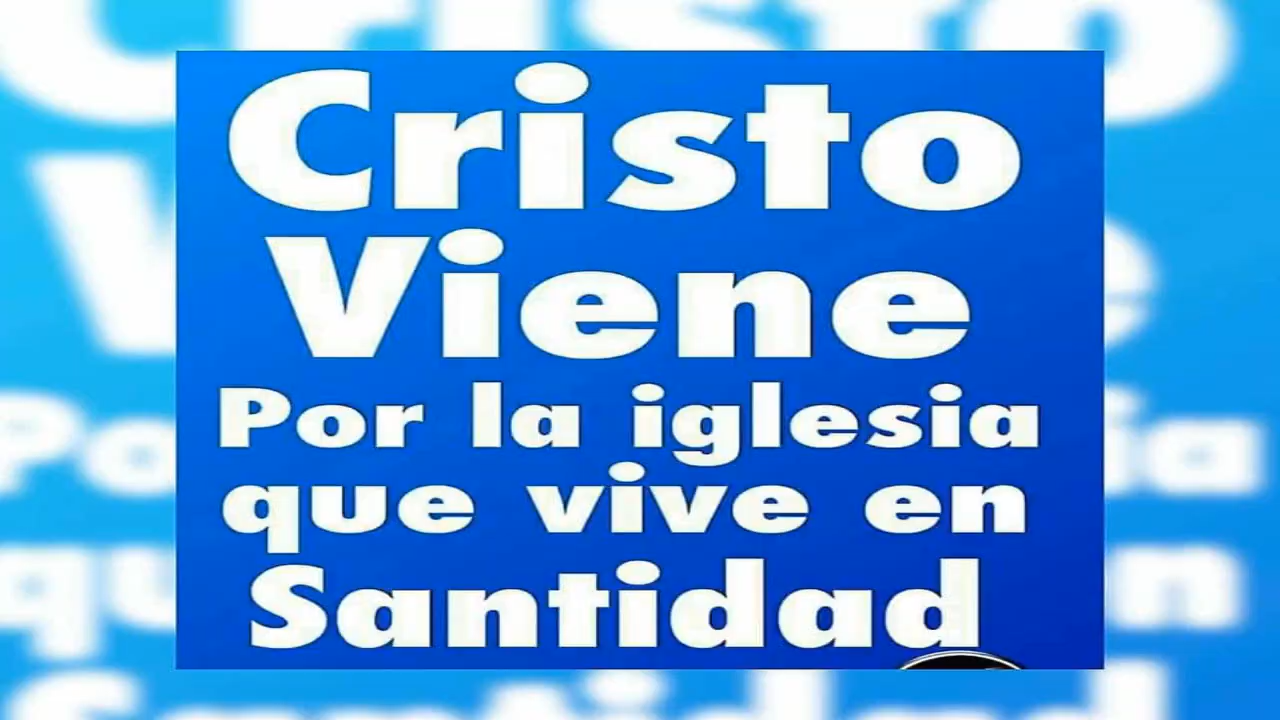 Cristo
Viene
Por la iglesia
que vive en
Santidad